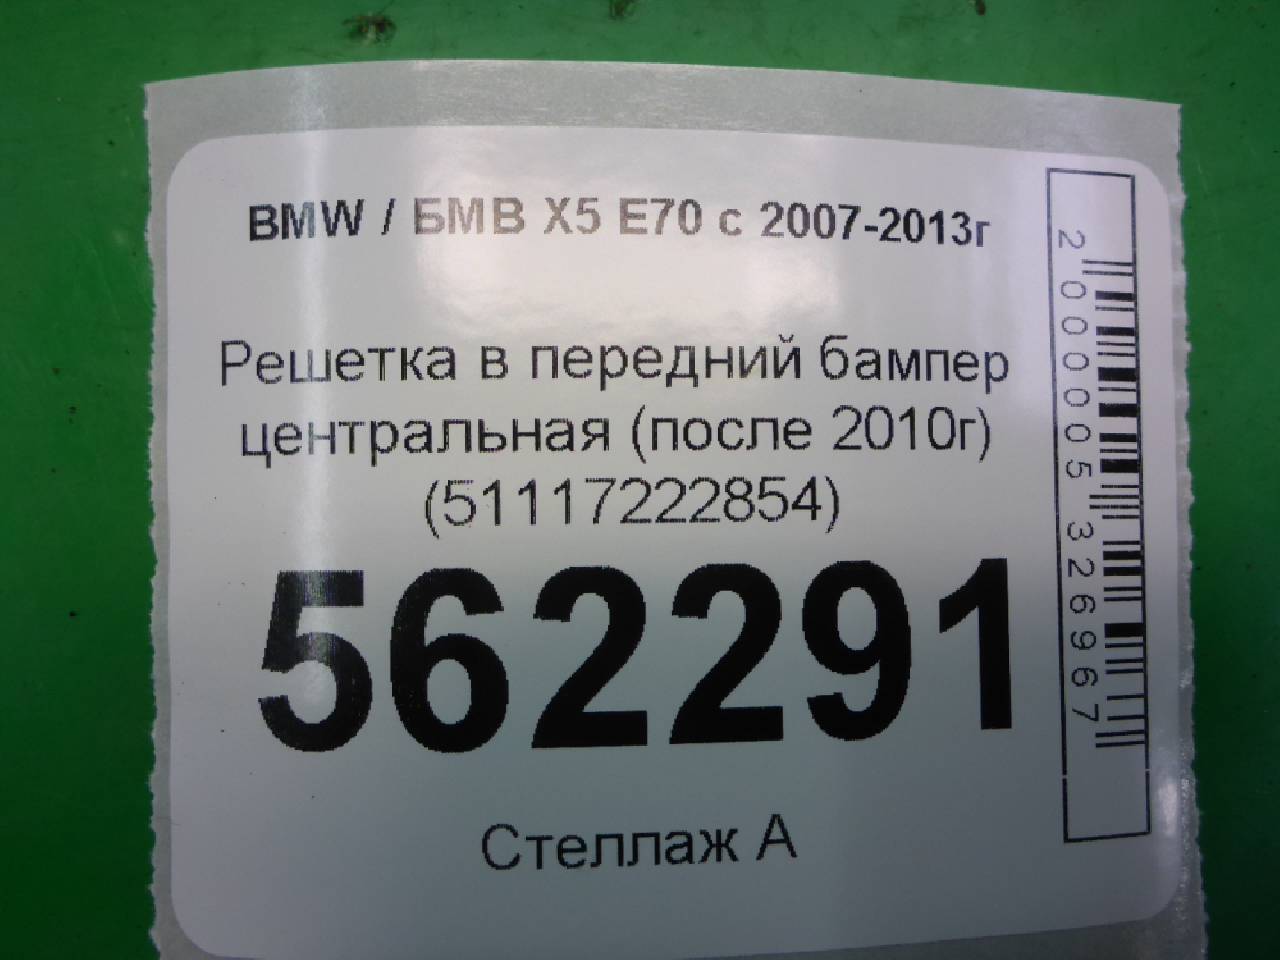 BMW / БМВ X5 E70 с 2007-2013г
Решетка в передний бампер
центральная (после 2010г)
(51117222854)
562291
Стеллаж А
2000005326967